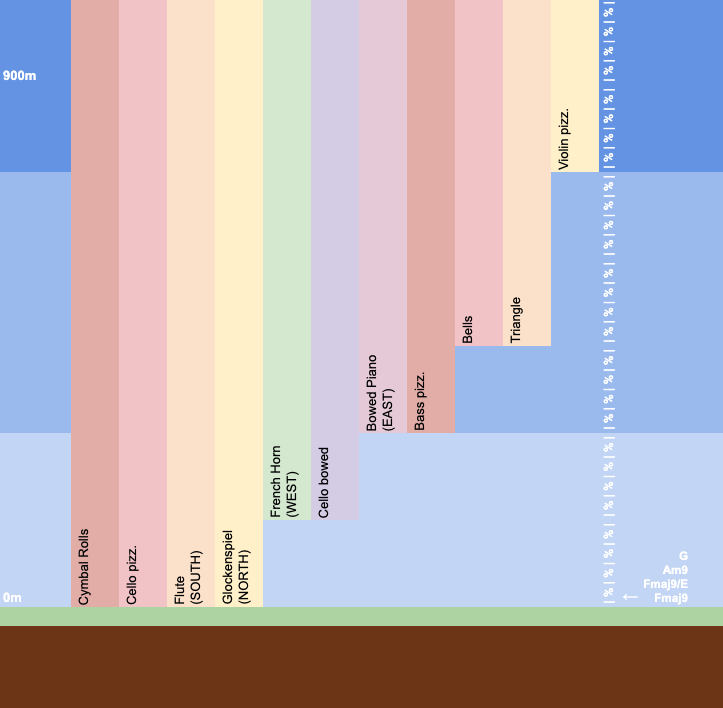 900m
Violin pizz.
Triangle
Bells
Bowed Piano
(EAST)
Bass pizz.
French Horn
(WEST)
Cello bowed
Cymbal Rolls
Cello pizz.
Flute
(SOUTH)
Glockenspiel
(NORTH)
G
Am9
Fmaj9/E
← Fmaj9
0m